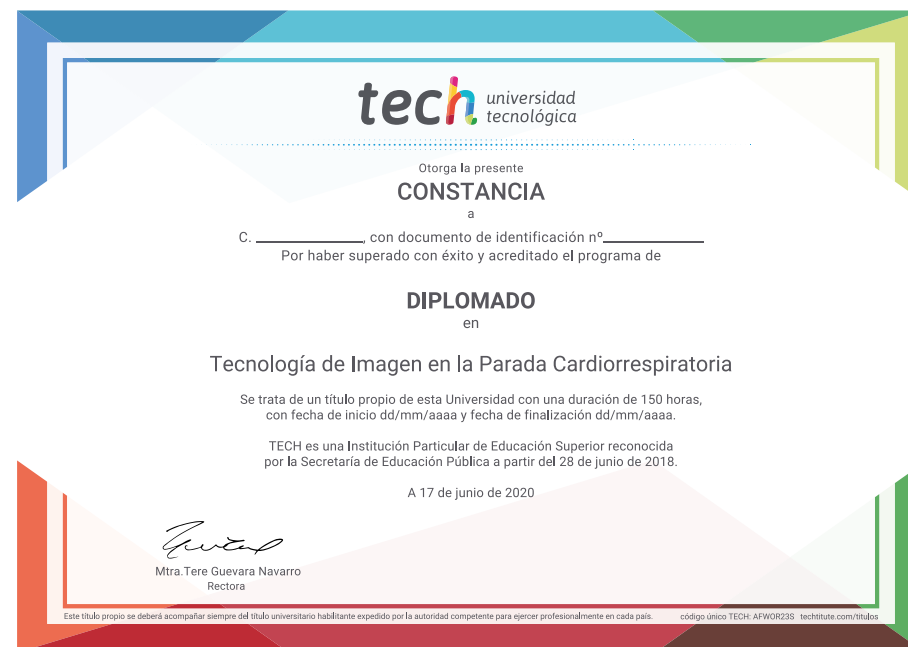 tech universidad
tecnológica
Otorga la presente
CONSTANCIA
a
C. ____________, con documento de identificación nº____________
Por haber superado con éxito y acreditado el programa de
DIPLOMADO
en
Tecnología de Imagen en la Parada Cardiorrespiratoria
Se trata de un título propio de esta Universidad con una duración de 150 horas,
con fecha de inicio dd/mm/aaaa y fecha de finalización dd/mm/aaaa.
TECH es una Institución Particular de Educación Superior reconocida
por la Secretaría de Educación Pública a partir del 28 de junio de 2018.
A 17 de junio de 2020
Mtra.Tere Guevara Navarro
Rectora
Este título propio se deberá acompañar siempre del título universitario habilitante expedido por la autoridad competente para ejercer profesionalmente en cada país. código único TECH: AFWOR23S techtitute.com/titulos